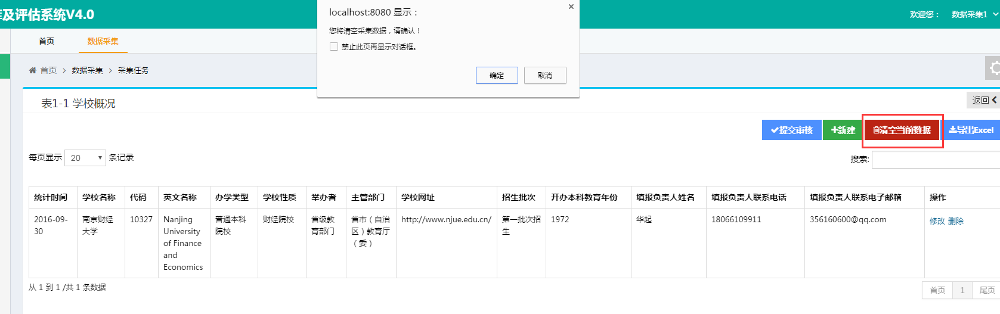 及评估系统V4.0
欢迎您： 数据采集1
localhost:8080 显示：
您将清空采集数据，请确认！
禁止此页再显示对话框。
确定 取消
首页 数据采集
首页 > 数据采集 > 采集任务
表1-1 学校概况
返回
提交审核 新建 清空当前数据 导出Excel
每页显示 20 条记录
搜索:
统计时间 学校名称 代码 英文名称 办学类型 学校性质 举办者 主管部门 学校网址 招生批次 开办本科教育年份 填报负责人姓名 填报负责人联系电话 填报负责人联系电子邮箱 操作
2016-09- 南京财经 10327 Nanjing 普通本科 财经院校 省级教 省市（自治 http://www.njue.edu.cn/ 第一批次招 1972 华起 18066109911 356160600@qq.com 修改 删除
30 大学 University 院校 育部门 区）教育厅 生
of Finance （委）
and
Economics
从 1 到 1 /共 1 条数据
首页 1 尾页